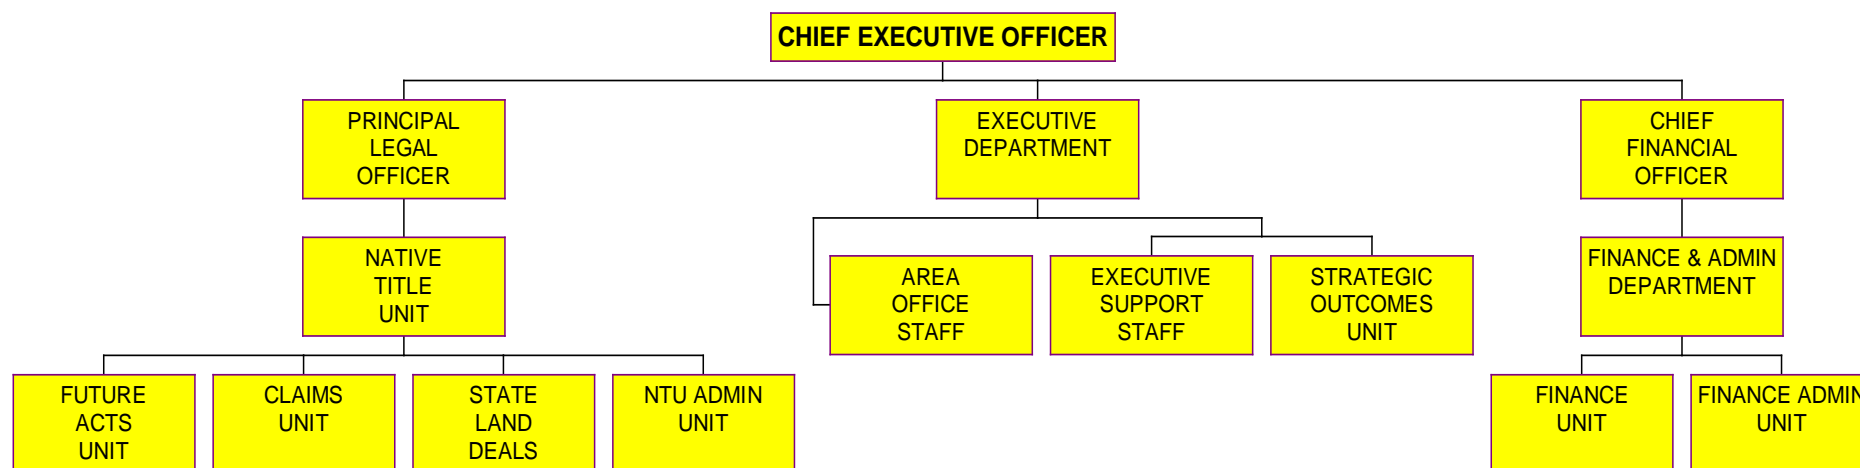 CHIEF EXECUTIVE OFFICER
PRINCIPAL
LEGAL
OFFICER
EXECUTIVE
DEPARTMENT
CHIEF
FINANCIAL
OFFICER
NATIVE
TITLE
UNIT
AREA
OFFICE
STAFF
EXECUTIVE
SUPPORT
STAFF
STRATEGIC
OUTCOMES
UNIT
FINANCE & ADMIN
DEPARTMENT
FUTURE
ACTS
UNIT
CLAIMS
UNIT
STATE
LAND
DEALS
NTU ADMIN
UNIT
FINANCE
UNIT
FINANCE ADMIN
UNIT